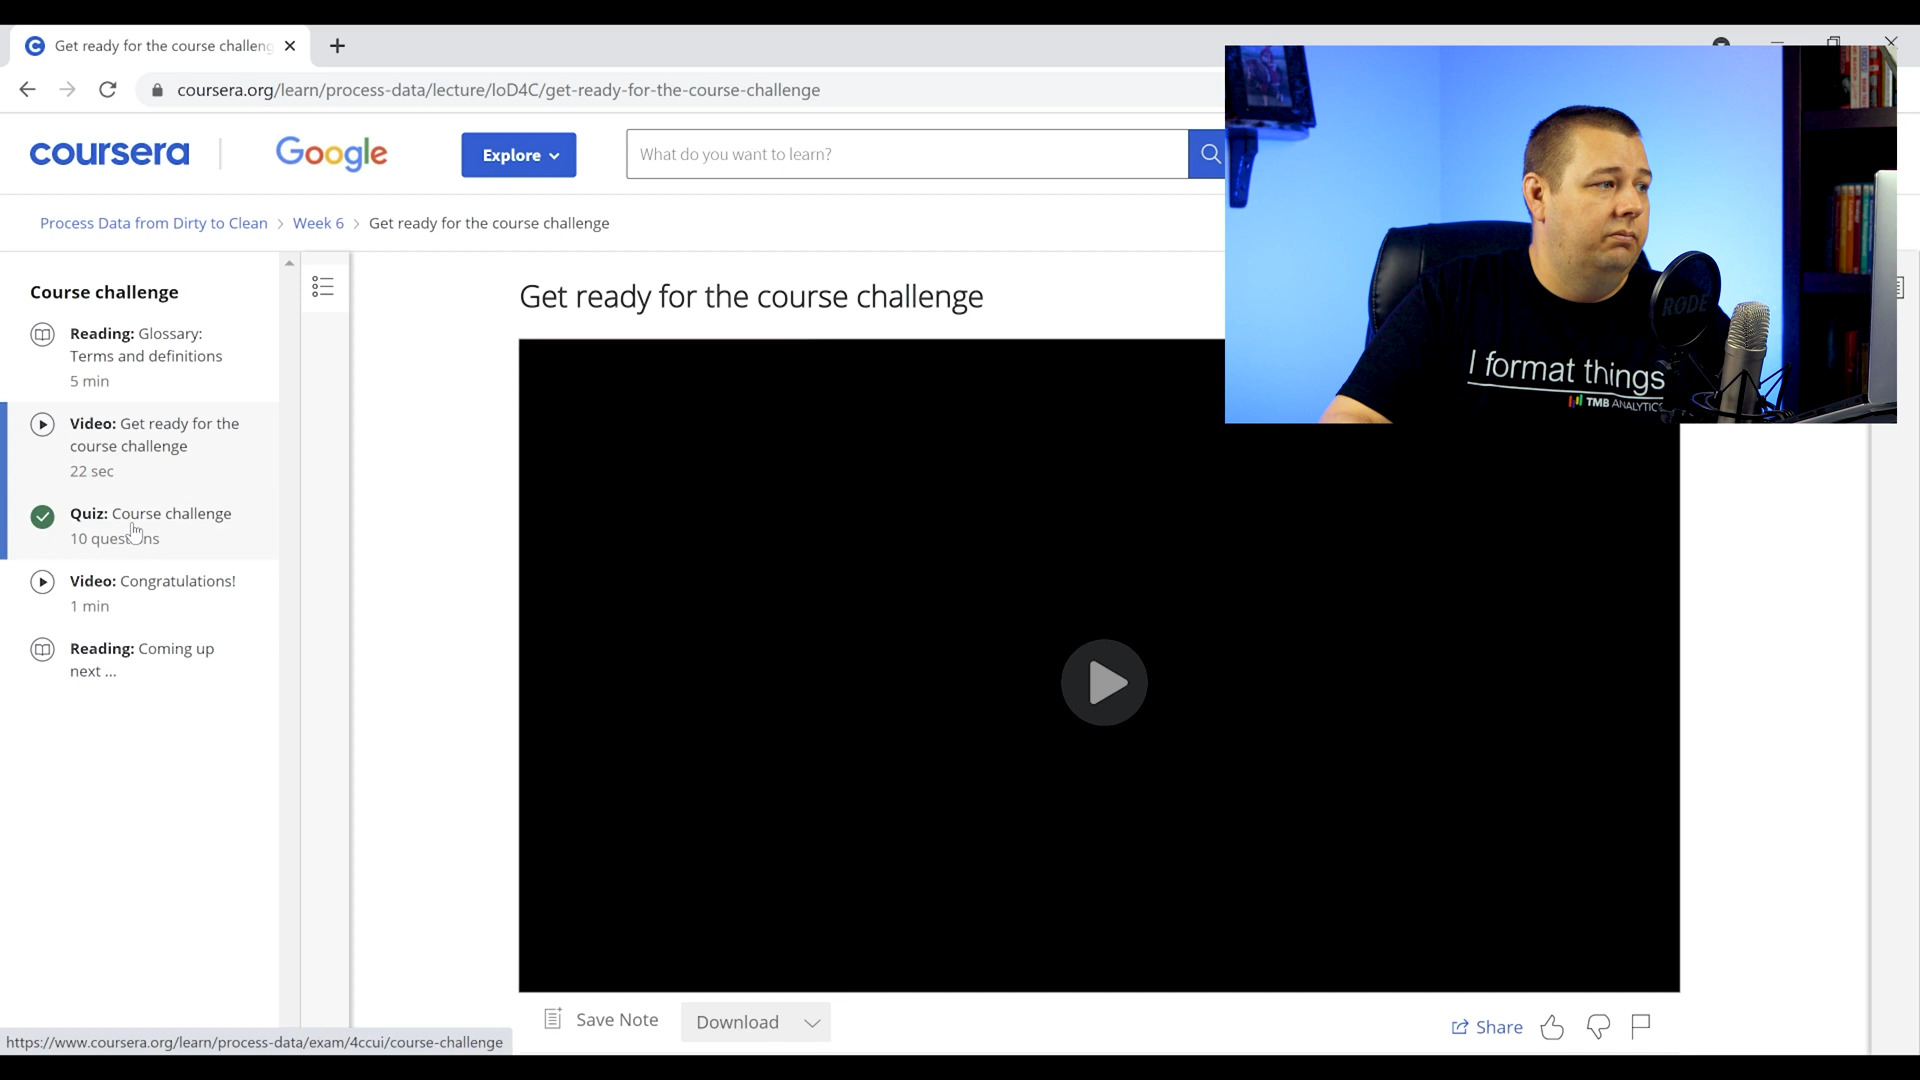 Get ready for the course challeng
coursera.org/learn/process-data/lecture/loD4C/get-ready-for-the-course-challenge
coursera
Google
Explore
What do you want to learn?
Process Data from Dirty to Clean > Week 6 > Get ready for the course challenge
Course challenge
Reading: Glossary:
Terms and definitions
5 min
Video: Get ready for the
course challenge
22 sec
Quiz: Course challenge
10 questions
Video: Congratulations!
1 min
Reading: Coming up
next ...
Get ready for the course challenge
RODE
I format things
TMB ANALYTICS
Save Note
Download
Share
https://www.coursera.org/learn/process-data/exam/4ccui/course-challenge